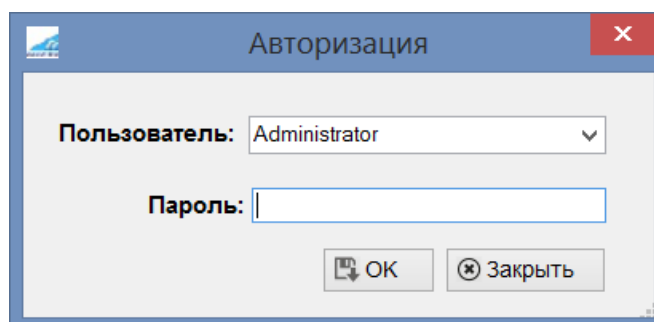 Авторизация
Пользователь: Administrator
Пароль:
OK Закрыть